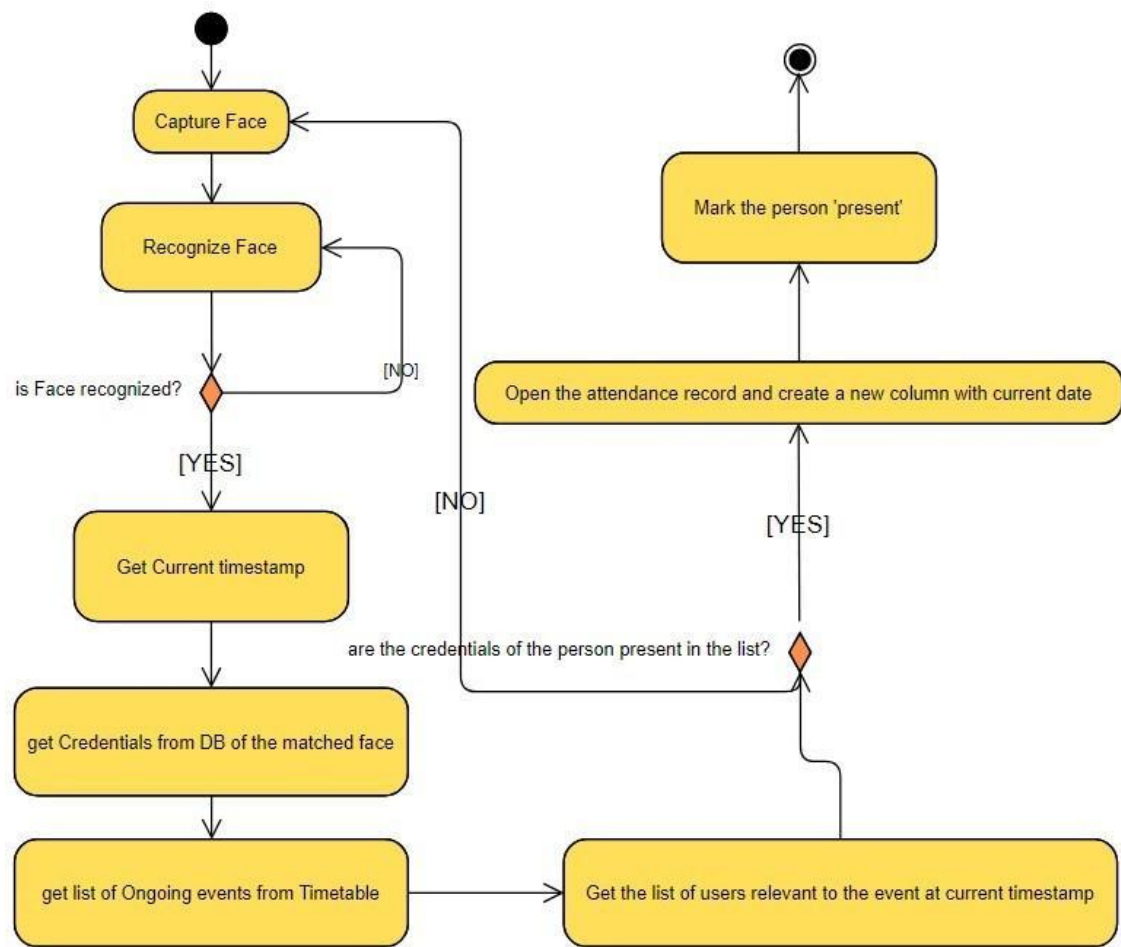 Capture Face
Recognize Face
is Face recognized?
[NO]
[YES]
Get Current timestamp
get Credentials from DB of the matched face
get list of Ongoing events from Timetable
Get the list of users relevant to the event at current timestamp
are the credentials of the person present in the list?
[NO]
[YES]
Open the attendance record and create a new column with current date
Mark the person 'present'